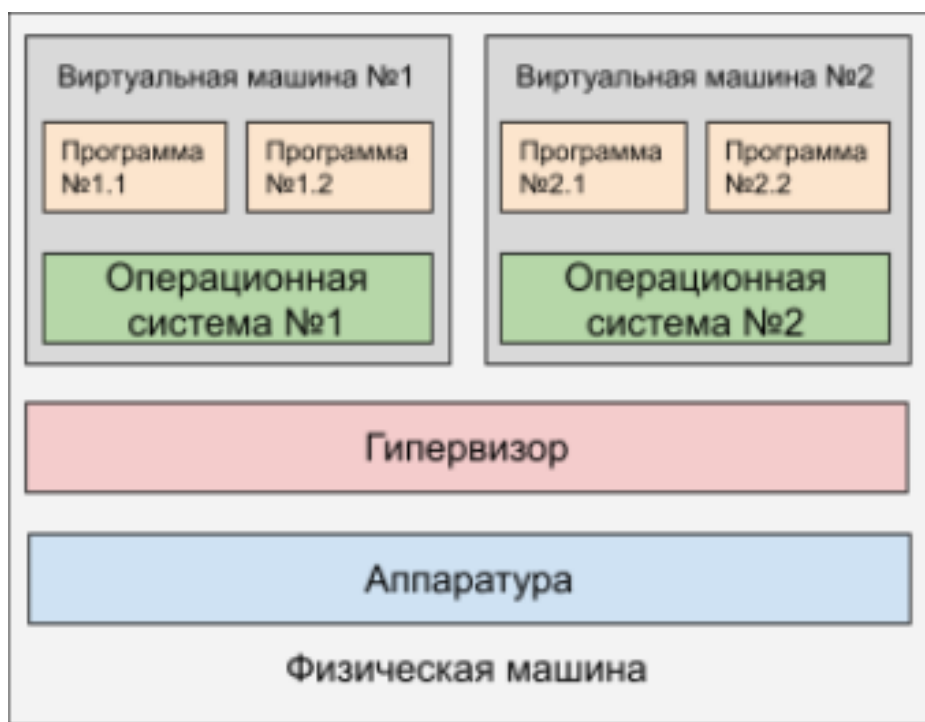 Виртуальная машина №1
Виртуальная машина №2
Программа
№1.1
Программа
№1.2
Программа
№2.1
Программа
№2.2
Операционная
система №1
Операционная
система №2
Гипервизор
Аппаратура
Физическая машина